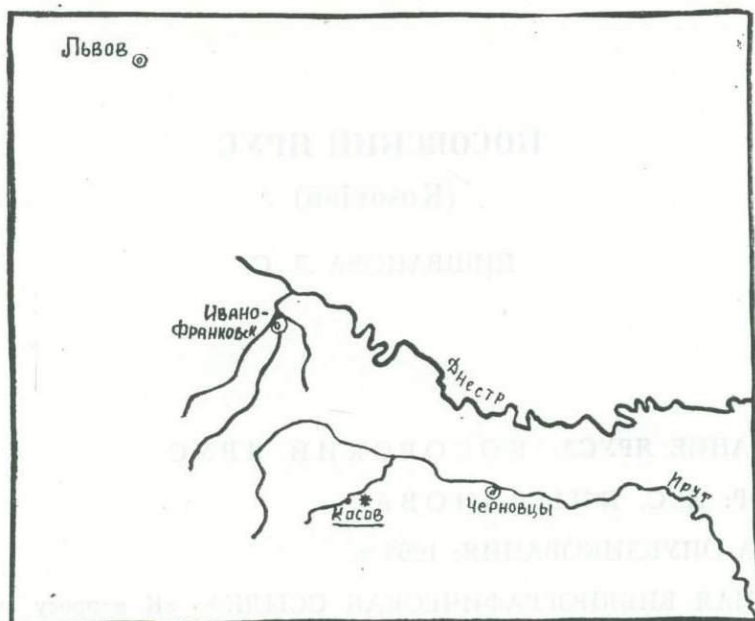 Львов
Ивано-
Франковск
Днестр
Косов
Черновцы
Прут